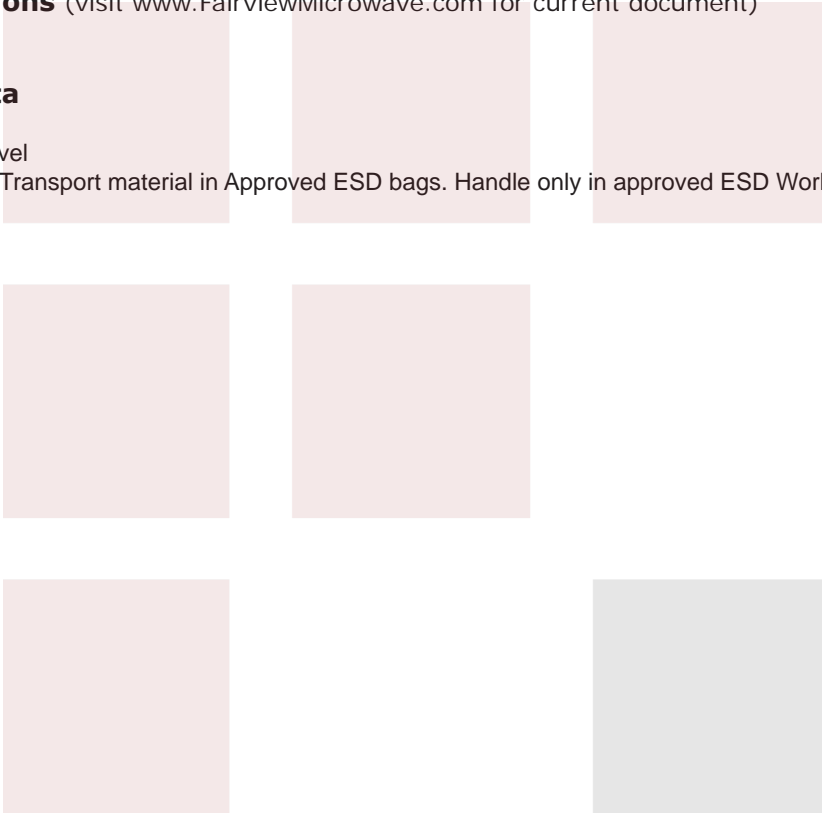 ons (visit www.FairviewMicrowave.com for current document)
ta
vel
Transport material in Approved ESD bags. Handle only in approved ESD Wor